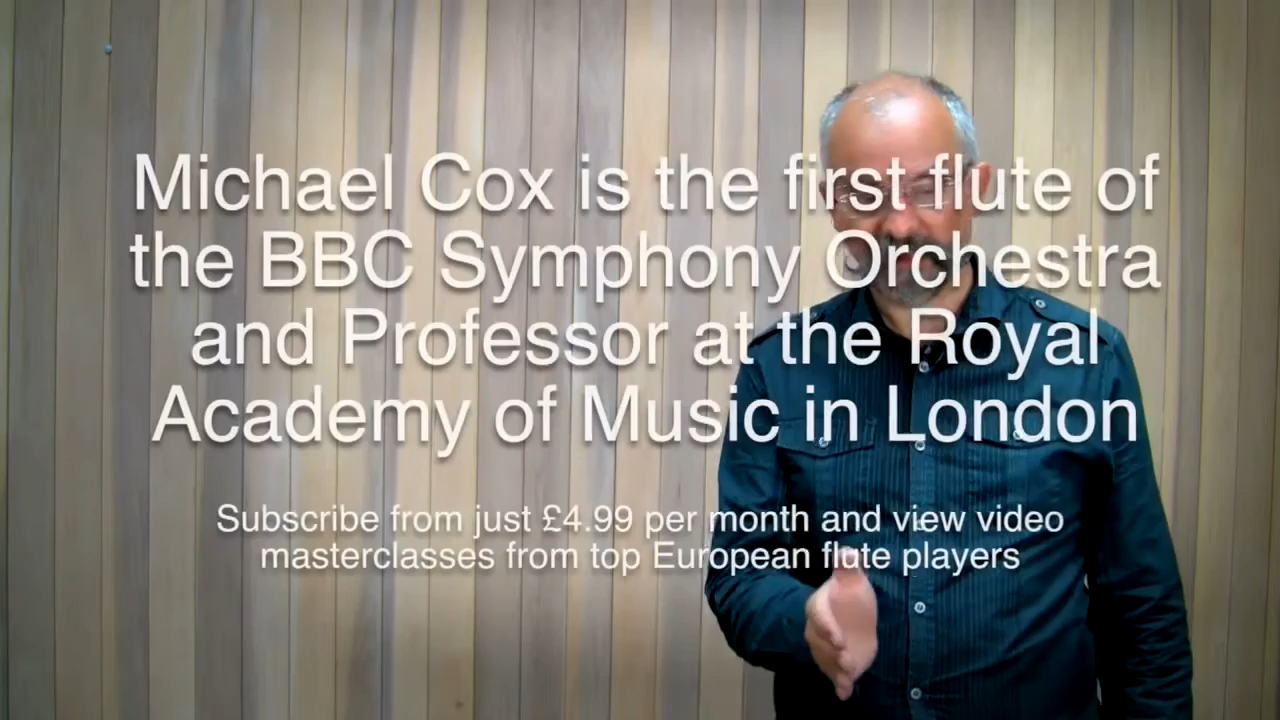 Michael Cox is the first flute of
the BBC Symphony Orchestra
and Professor at the Royal
Academy of Music in London
Subscribe from just £4.99 per month and view video
masterclasses from top European flute players